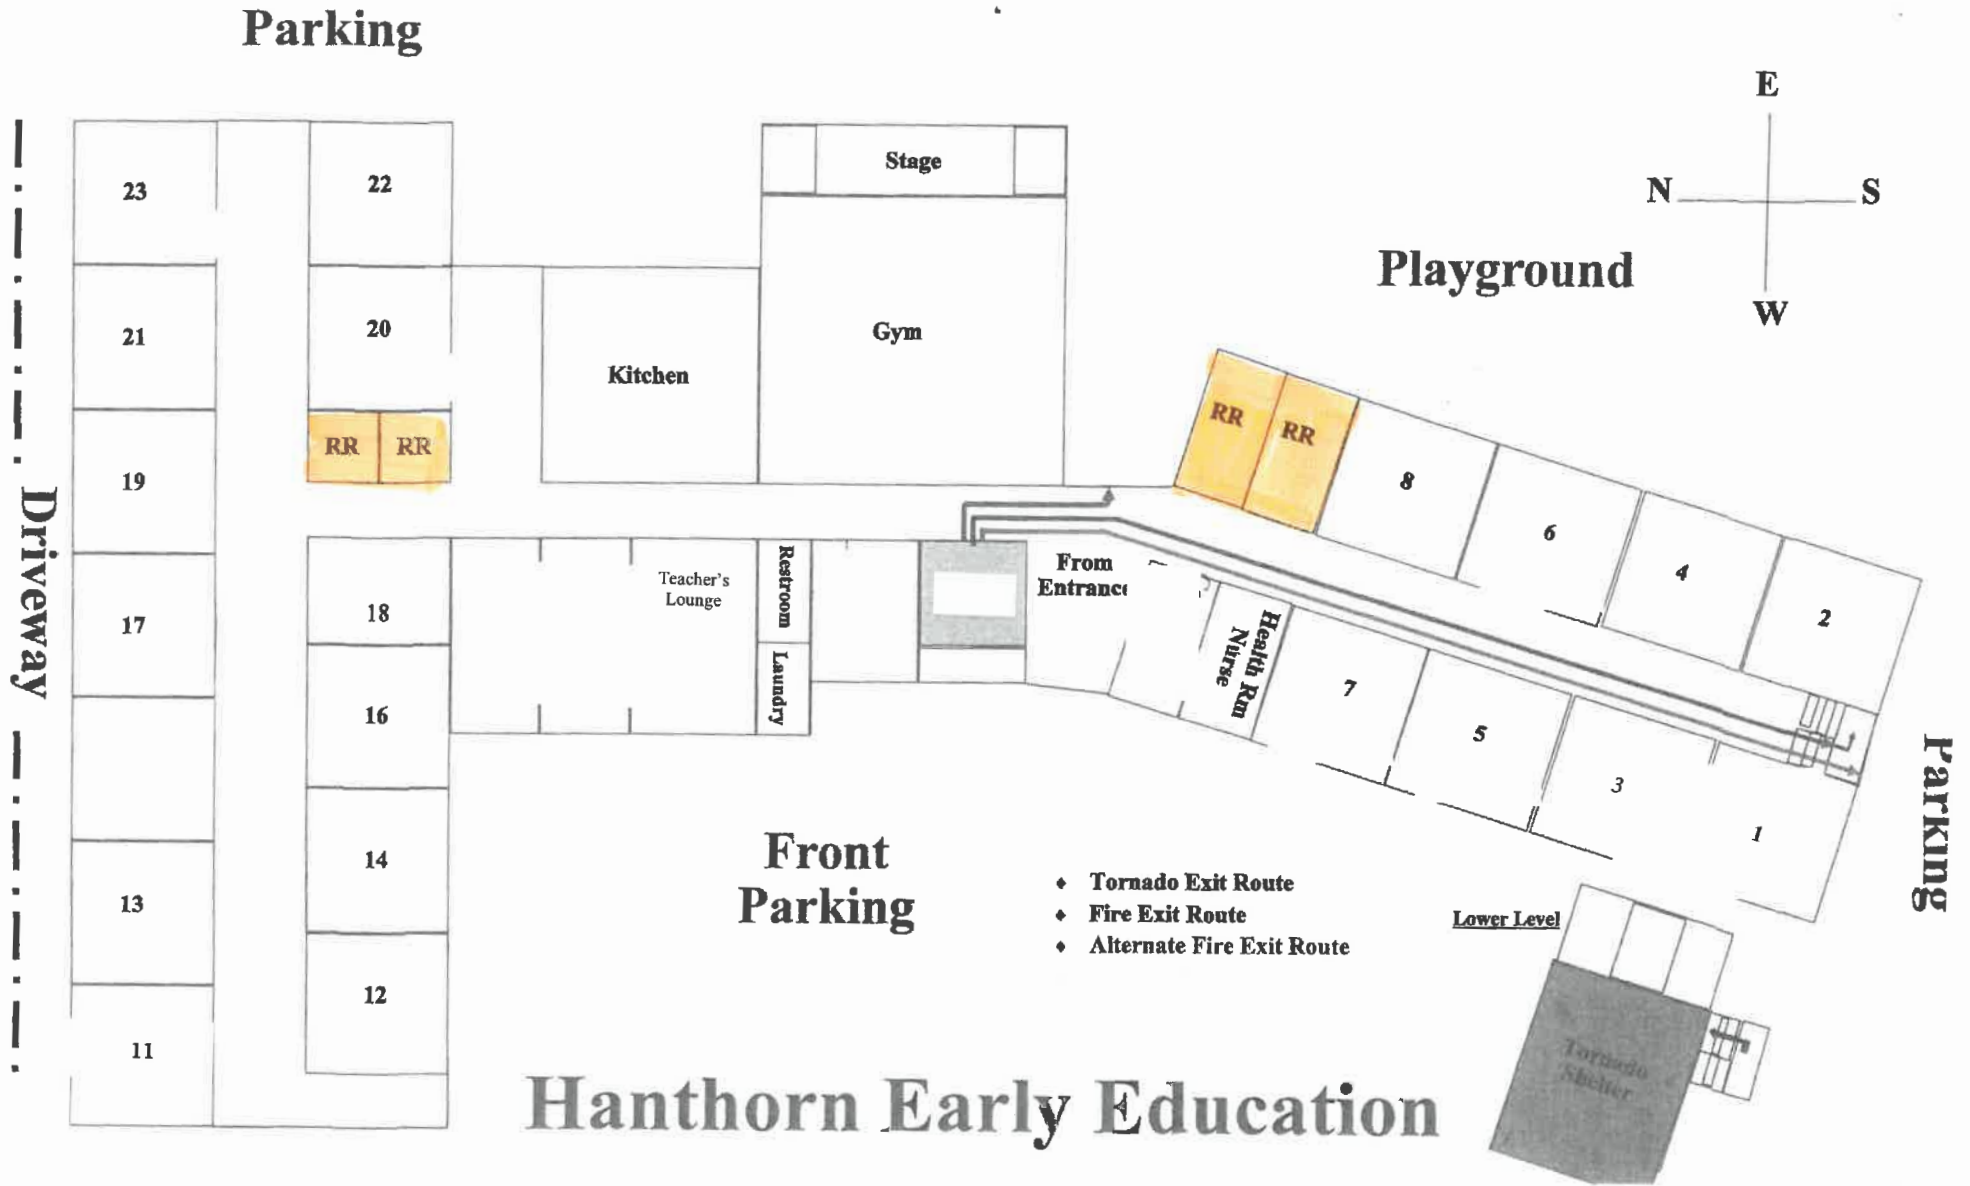 Parking
E
N
S
W
Playground
23
22
Stage
21
20
Kitchen
Gym
RR
RR
RR
RR
8
6
4
2
19
Driveway
17
18
Teacher's
Lounge
Restroom
Laundry
From
Entrance
Health Rm
Nurse
7
5
3
1
16
14
13
12
11
Parking
Front
Parking
♦ Tornado Exit Route
♦ Fire Exit Route
♦ Alternate Fire Exit Route
Lower Level
Tornado
Shelter
Hanthorn Early Education